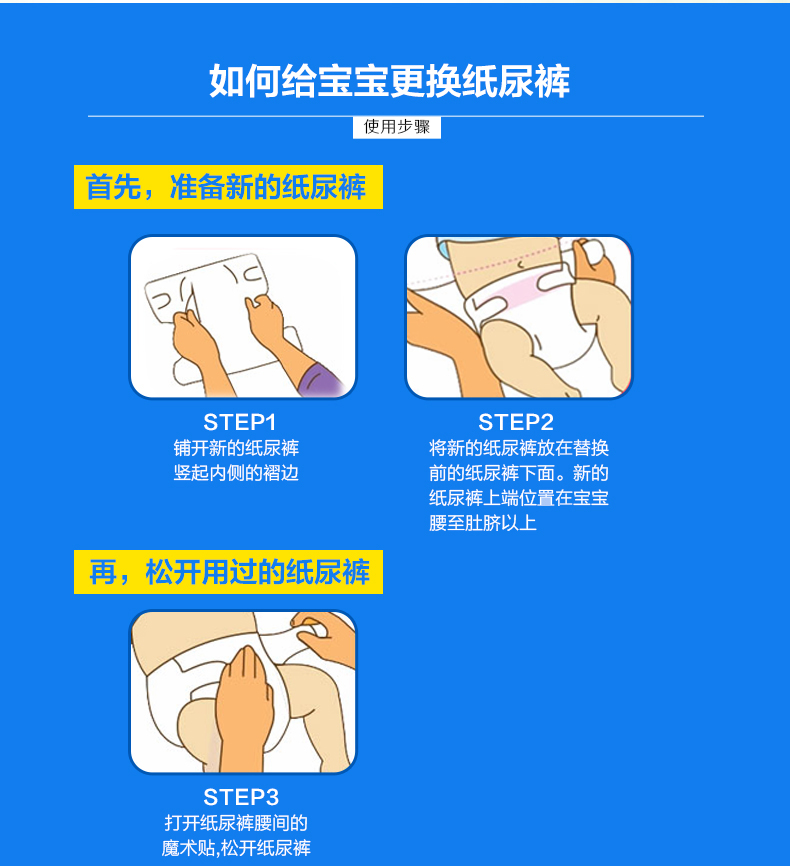 如何给宝宝更换纸尿裤
使用步骤
首先，准备新的纸尿裤
STEP1
铺开新的纸尿裤
竖起内侧的褶边
STEP2
将新的纸尿裤放在替换
前的纸尿裤下面。新的
纸尿裤上端位置在宝宝
腰至肚脐以上
再，松开用过的纸尿裤
STEP3
打开纸尿裤腰间的
魔术贴,松开纸尿裤